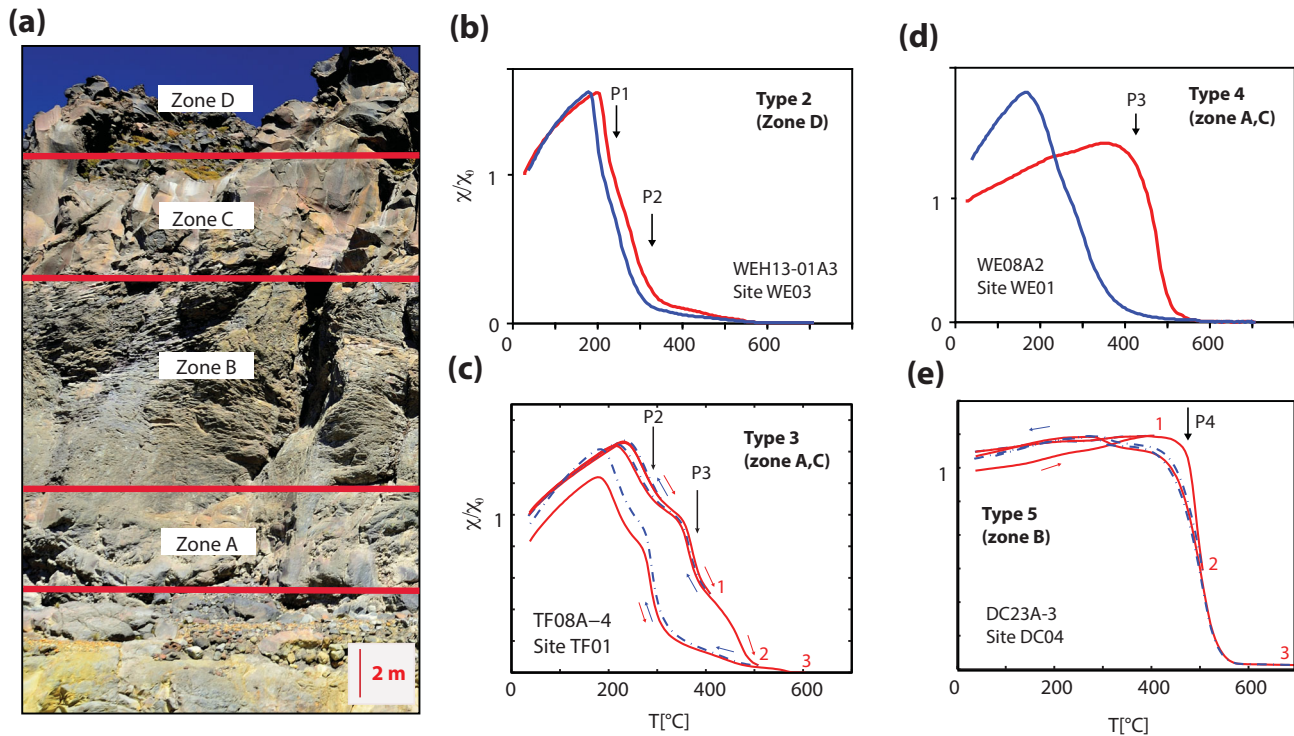 (a)
Zone D
Zone C
Zone B
Zone A
2 m
(b)
P1
P2
Type 2
(Zone D)
WEH13-01A3
Site WE03
χ/χ₀
1
0
0
200
400
600
(c)
P2
P3
Type 3
(zone A,C)
χ/χ₀
1
1
2
3
TF08A−4
Site TF01
0
200
400
600
T[°C]
(d)
P3
Type 4
(zone A,C)
1
WE08A2
Site WE01
0
0
200
400
600
(e)
1
P4
1
Type 5
(zone B)
2
DC23A-3
Site DC04
3
0
200
400
600
T[°C]